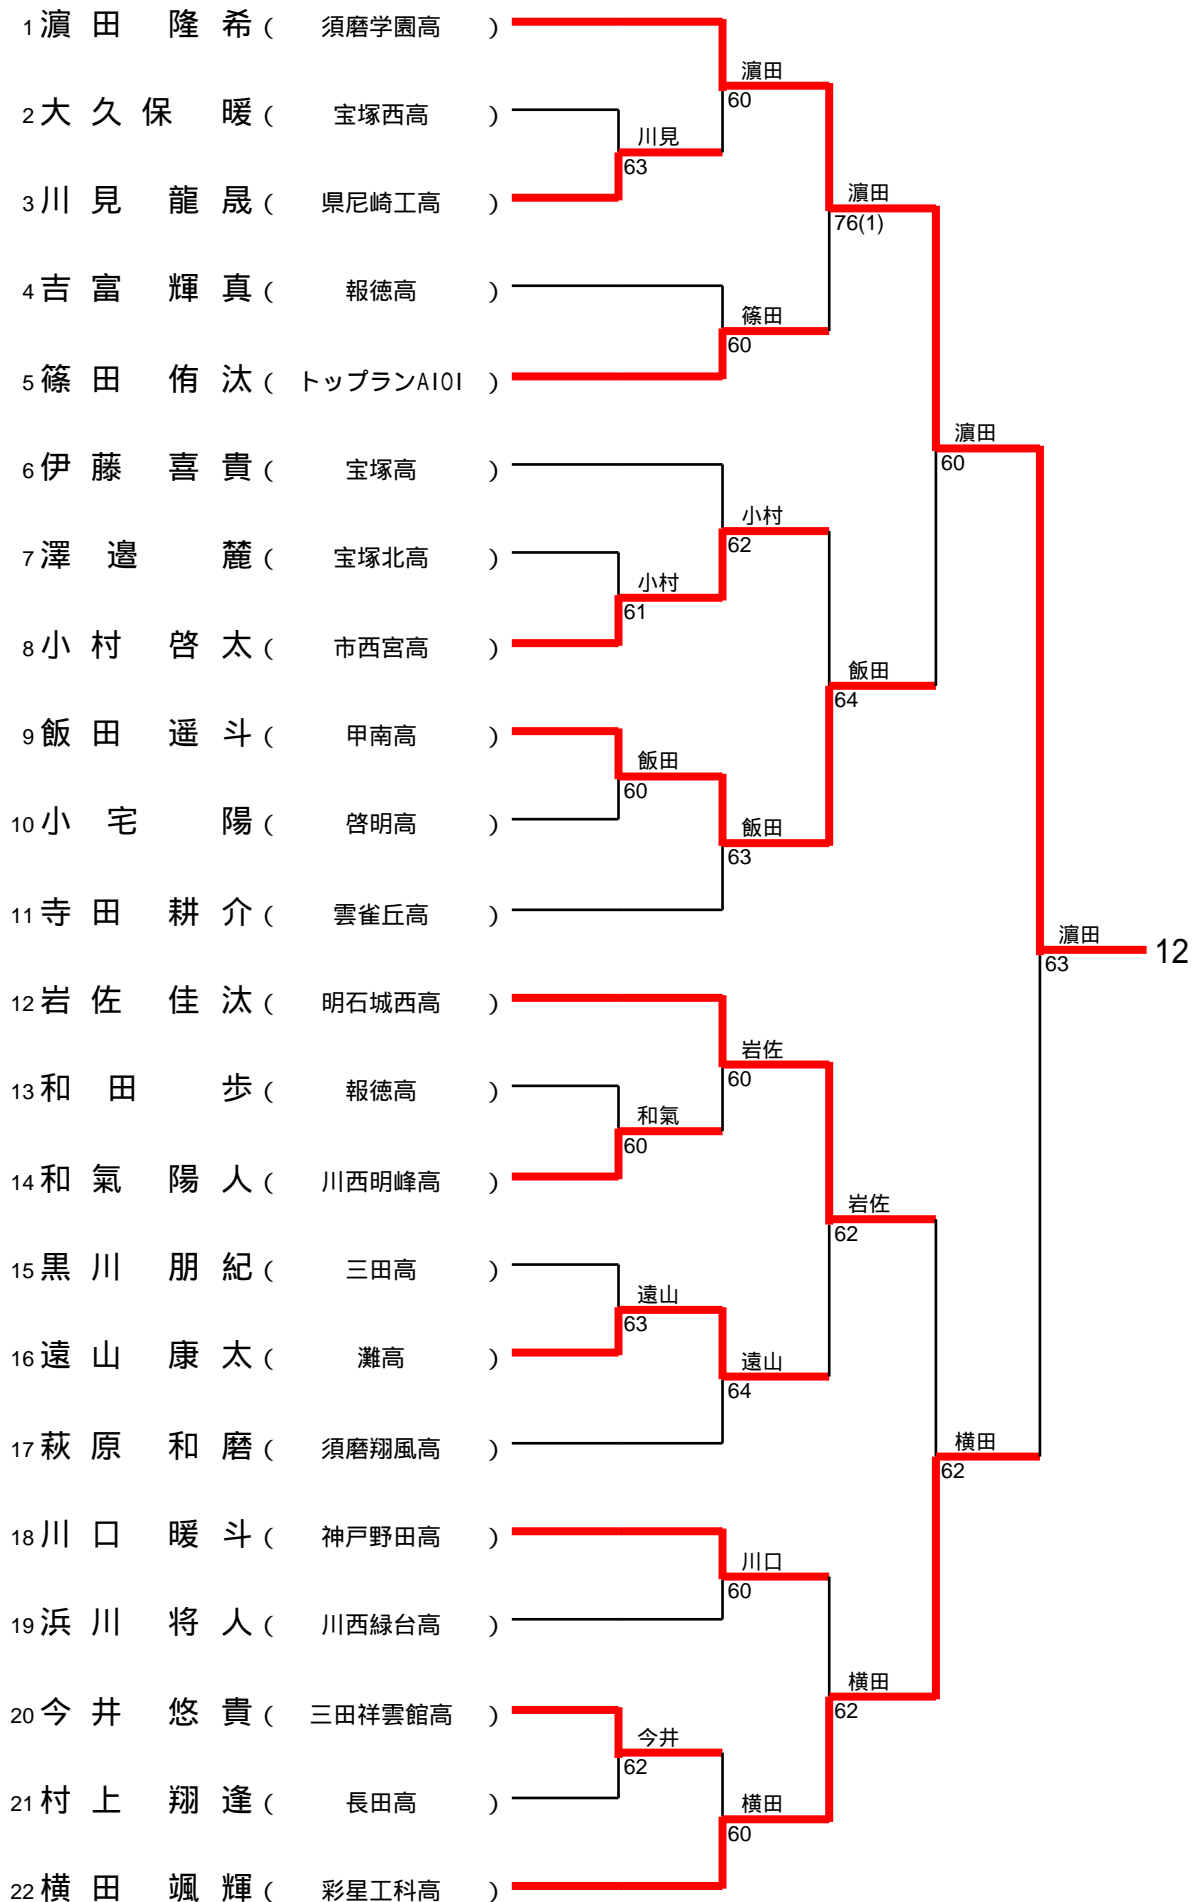 1 濵田 隆希 ( 須磨学園高 )
濵田
60
2 大久保 暖 ( 宝塚西高 )
川見
63
3 川見 龍晟 ( 県尼崎工高 )
濵田
76(1)
4 吉富 輝真 ( 報徳高 )
篠田
60
5 篠田 侑汰 ( トップランAIOI )
濵田
60
6 伊藤 喜貴 ( 宝塚高 )
小村
62
7 澤邉 麓 ( 宝塚北高 )
小村
61
8 小村 啓太 ( 市西宮高 )
飯田
64
9 飯田 遥斗 ( 甲南高 )
飯田
60
10 小宅 陽 ( 啓明高 )
飯田
63
11 寺田 耕介 ( 雲雀丘高 )
濵田 12
63
12 岩佐 佳汰 ( 明石城西高 )
岩佐
60
13 和田 歩 ( 報徳高 )
和氣
60
14 和氣 陽人 ( 川西明峰高 )
岩佐
62
15 黒川 朋紀 ( 三田高 )
遠山
63
16 遠山 康太 ( 灘高 )
遠山
64
17 萩原 和磨 ( 須磨翔風高 )
横田
62
18 川口 暖斗 ( 神戸野田高 )
川口
60
19 浜川 将人 ( 川西緑台高 )
横田
62
20 今井 悠貴 ( 三田祥雲館高 )
今井
62
21 村上 翔逢 ( 長田高 )
横田
60
22 横田 颯輝 ( 彩星工科高 )